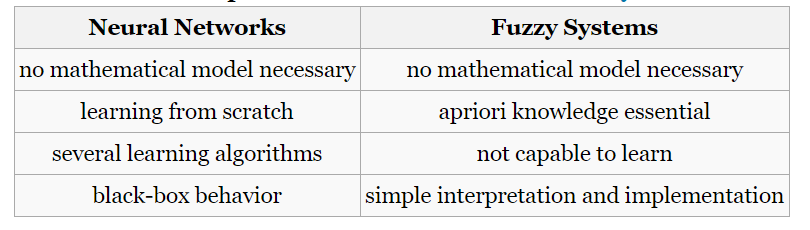 Neural Networks Fuzzy Systems
no mathematical model necessary no mathematical model necessary
learning from scratch apriori knowledge essential
several learning algorithms not capable to learn
black-box behavior simple interpretation and implementation